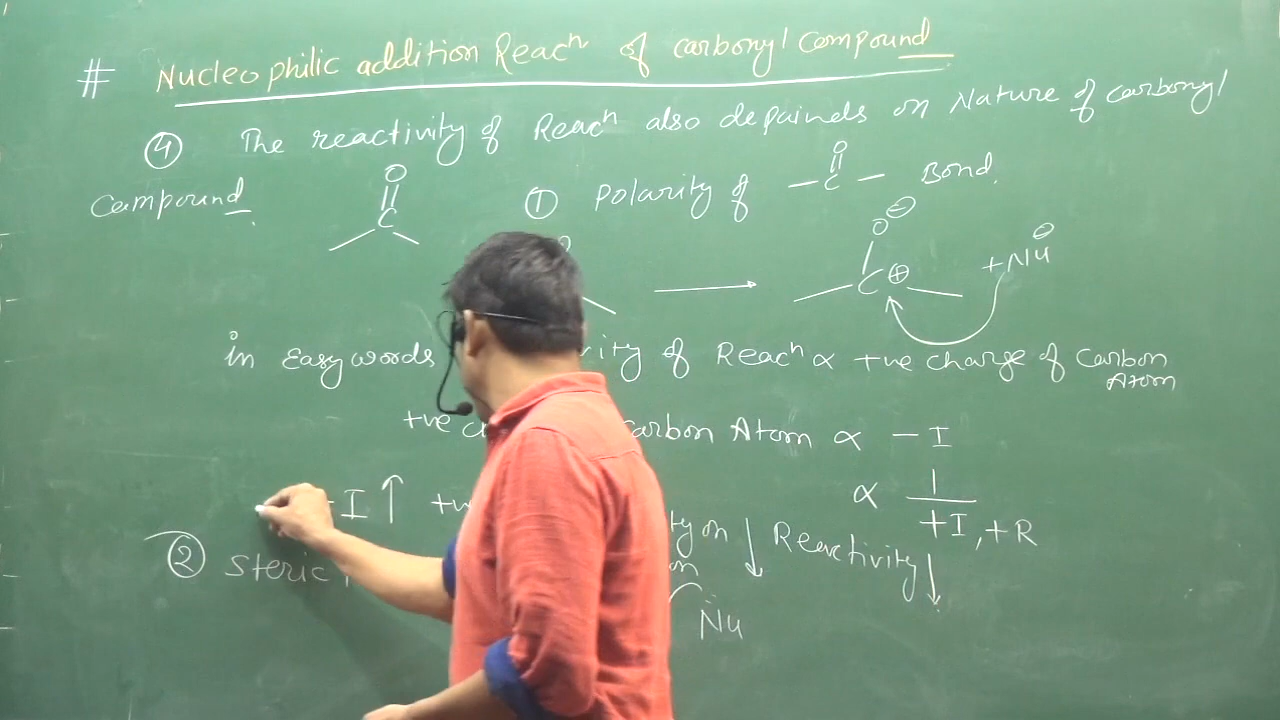 # Nucleophilic addition Reacⁿ of carbonyl compound
④ The reactivity of Reacⁿ also depainds on Nature of carbonyl
compound.
O
C
① Polarity of
O
– C –
Bond.
O⊖
C⊕
+Nu⊖
in Easy words
of Reacⁿ ∝ +ve charge of Carbon
Atom
+ve
Carbon Atom ∝ – I
I ↑
∝ 1/+I, +R
on ↓ Reactivity ↓
② Steric
Nu